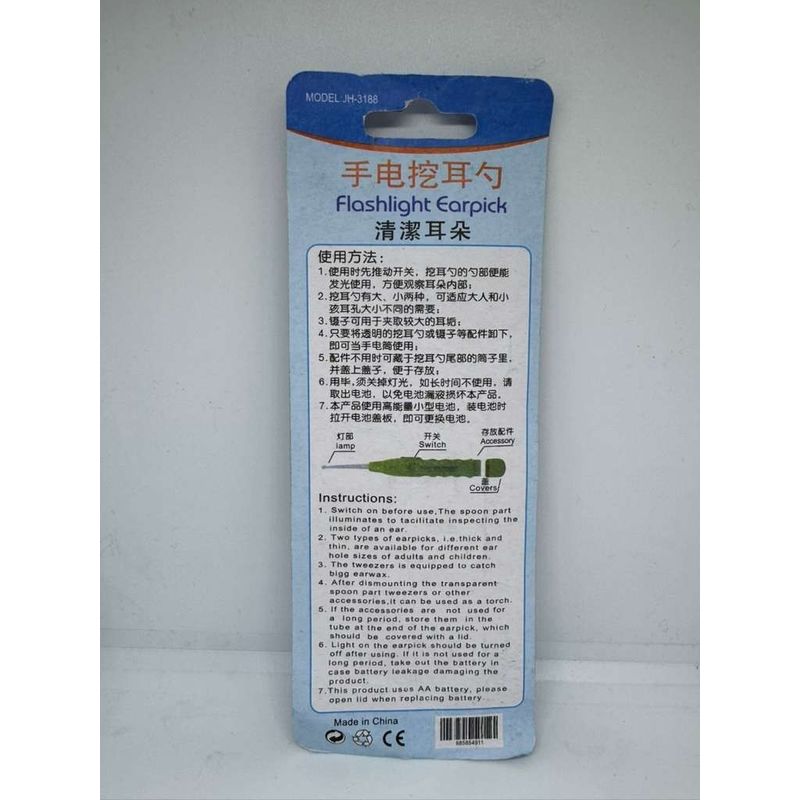 MODEL:JH-3188
手电挖耳勺
Flashlight Earpick
清潔耳朵
使用方法：
1.使用时先推动开关，挖耳勺的勺部便能
发光使用，方便观察耳朵内部；
2.挖耳勺有大、小两种，可适应大人和小
孩耳孔大小不同的需要；
3.镊子可用于夹取较大的耳垢；
4.只要将透明的挖耳勺或镊子等配件卸下，
即可当手电筒使用；
5.配件不用时可藏于挖耳勺尾部的筒子里，
并盖上盖子，便于存放；
6.用毕，须关掉灯光，如长时间不使用，请
取出电池，以免电池漏液损坏本产品。
7.本产品使用高能量小型电池，装电池时
拉开电池盖板，即可更换电池。
灯部 开关 存放配件
lamp Switch Accessory
盖
Covers
Instructions:
1. Switch on before use,The spoon part
illuminates to tacilitate inspecting the
inside of an ear.
2. Two types of earpicks, i.e.thick and
thin, are available for different ear
hole sizes of adults and children.
3. The tweezers is equipped to catch
bigg earwax.
4. After dismounting the transparent
spoon part tweezers or other
accessories,it can be used as a torch.
5. If the accessories are not used for
a long period, store them in the
tube at the end of the earpick, which
should be covered with a lid.
6. Light on the earpick should be turned
off after using. If it is not used for a
long period, take out the battery in
case battery leakage damaging the
product.
7.This product uses AA battery, please
open lid when replacing battery.
Made in China
CE
685854911